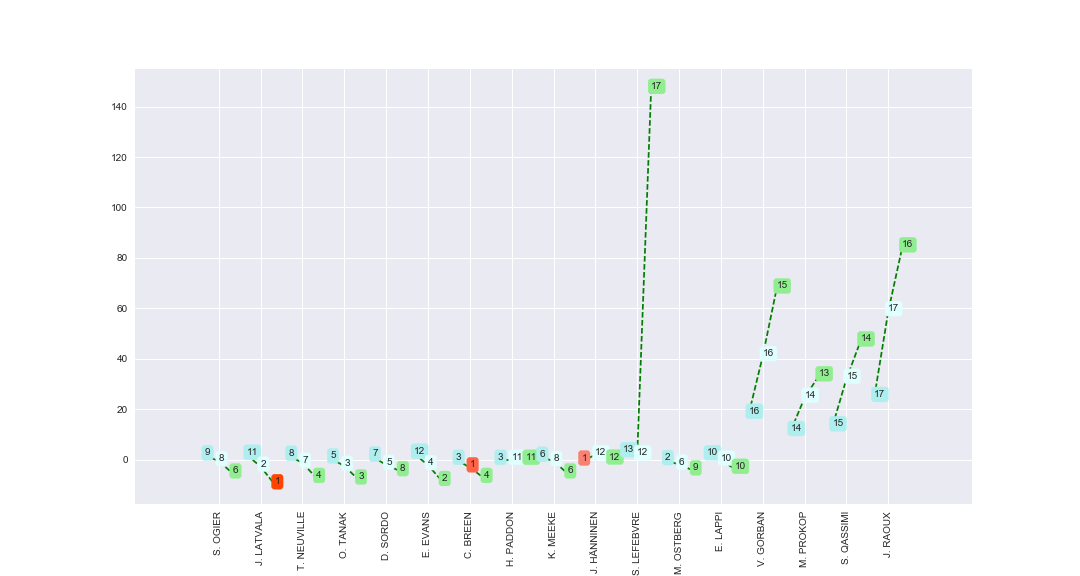 140
120
100
80
60
40
20
0
9 8 6
11 2 1
8 7 4
5 3 3
7 5 8
12 4 2
3 1 4
3 11 11
6 8 6
1 12 12
13 12 17
2 6 9
10 10 10
16 16 15
14 14 13
15 15 14
17 17 16
S. OGIER
J. LATVALA
T. NEUVILLE
O. TANAK
D. SORDO
E. EVANS
C. BREEN
H. PADDON
K. MEEKE
J. HANNINEN
S. LEFEBVRE
M. OSTBERG
E. LAPPI
V. GORBAN
M. PROKOP
S. QASSIMI
J. RAOUX